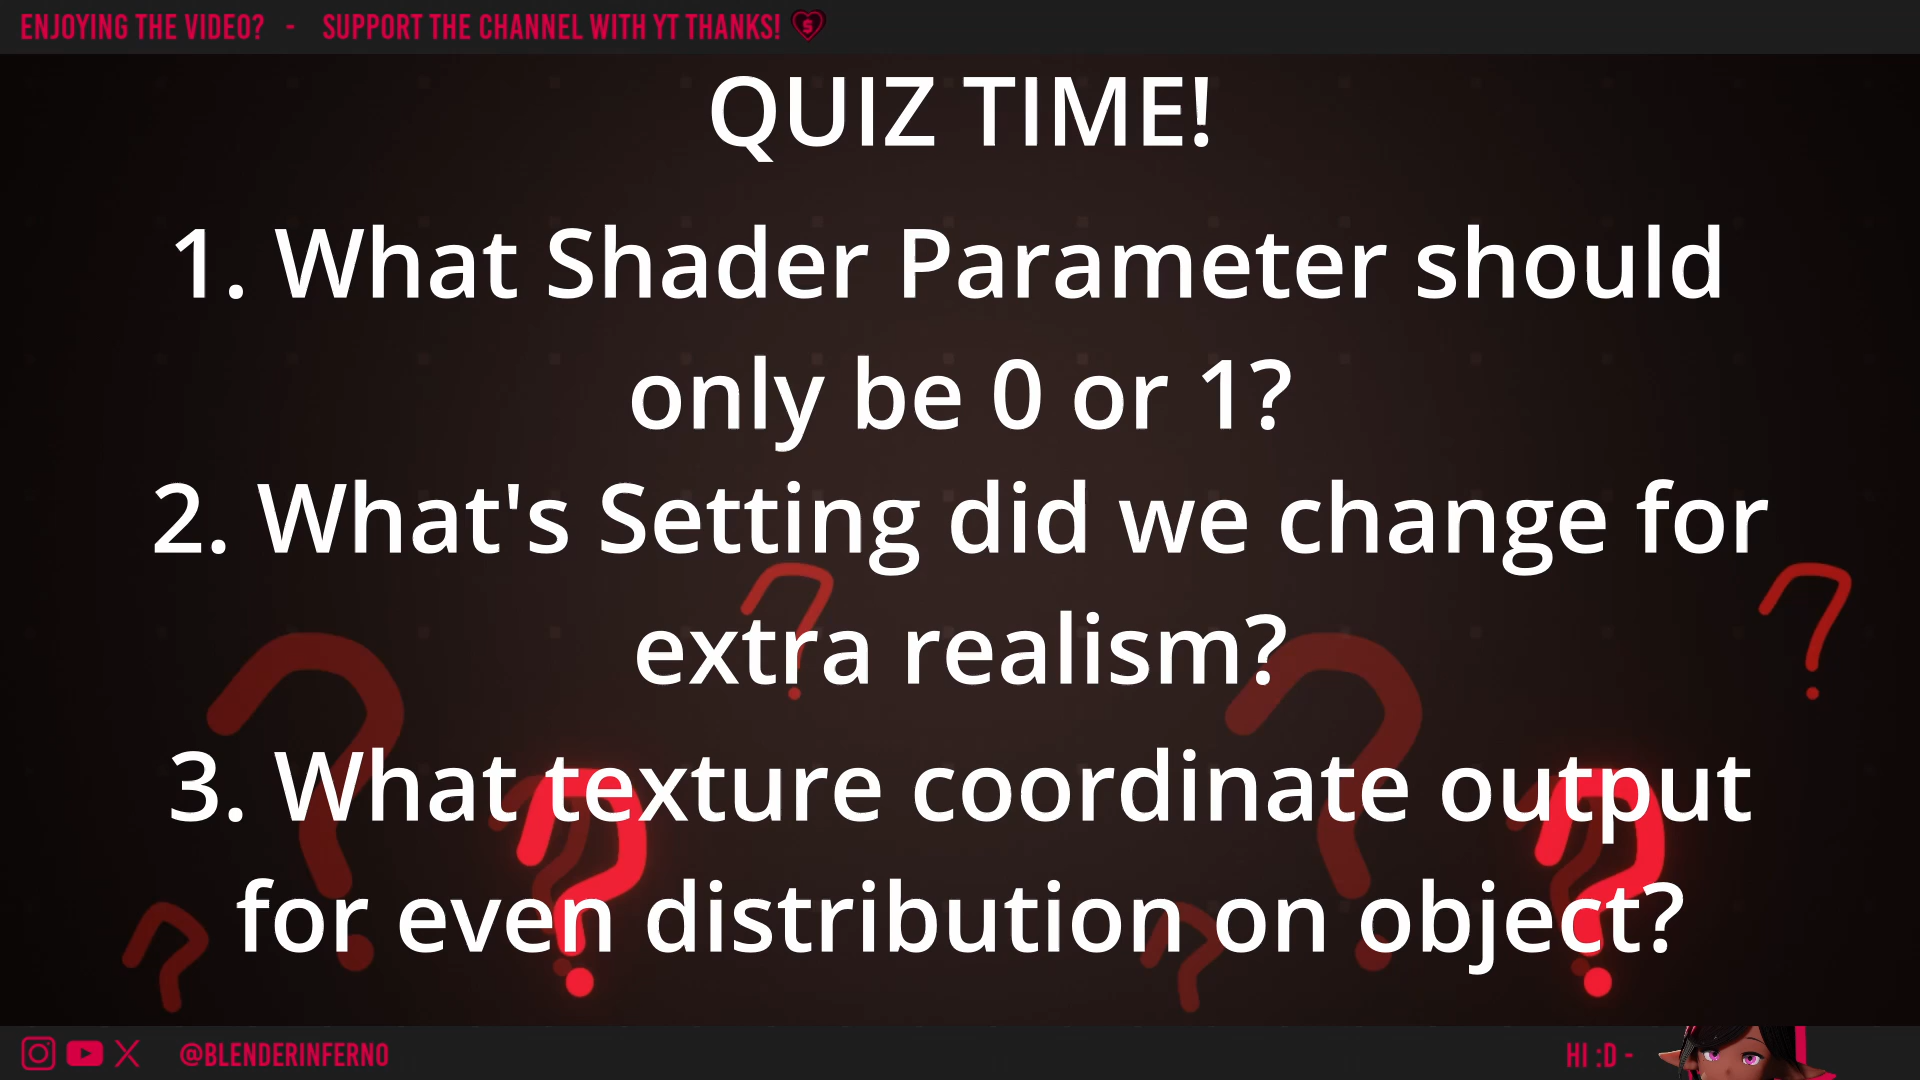 ENJOYING THE VIDEO? - SUPPORT THE CHANNEL WITH YT THANKS!
QUIZ TIME!
1. What Shader Parameter should
only be 0 or 1?
2. What's Setting did we change for
extra realism?
3. What texture coordinate output
for even distribution on object?
@BLENDERINFERNO
HI :D -